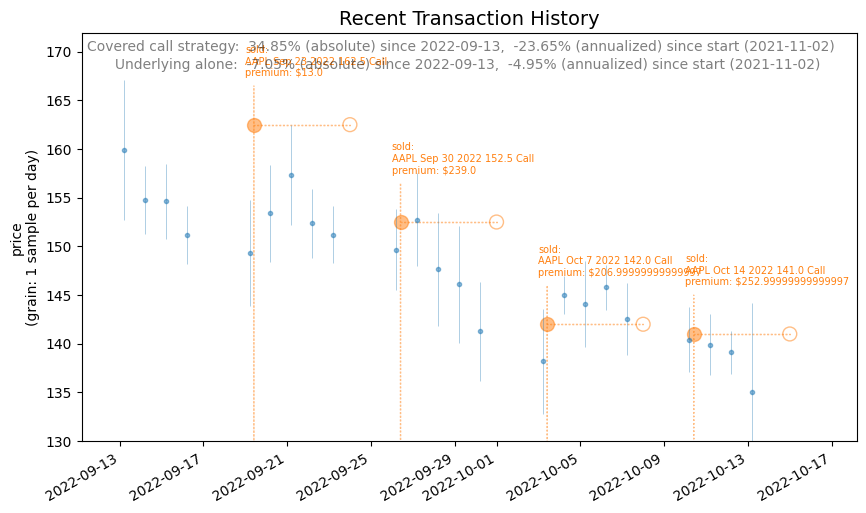 Recent Transaction History
Covered call strategy: -34.85% (absolute) since 2022-09-13, -23.65% (annualized) since start (2021-11-02)
Underlying alone: -7.05% (absolute) since 2022-09-13, -4.95% (annualized) since start (2021-11-02)
sold:
AAPL Sep 23 2022 162.5 Call
premium: $13.0
sold:
AAPL Sep 30 2022 152.5 Call
premium: $239.0
sold:
AAPL Oct 7 2022 142.0 Call
premium: $206.99999999999997
sold:
AAPL Oct 14 2022 141.0 Call
premium: $252.99999999999997
price
(grain: 1 sample per day)
170
165
160
155
150
145
140
135
130
2022-09-13
2022-09-17
2022-09-21
2022-09-25
2022-09-29
2022-10-01
2022-10-05
2022-10-09
2022-10-13
2022-10-17